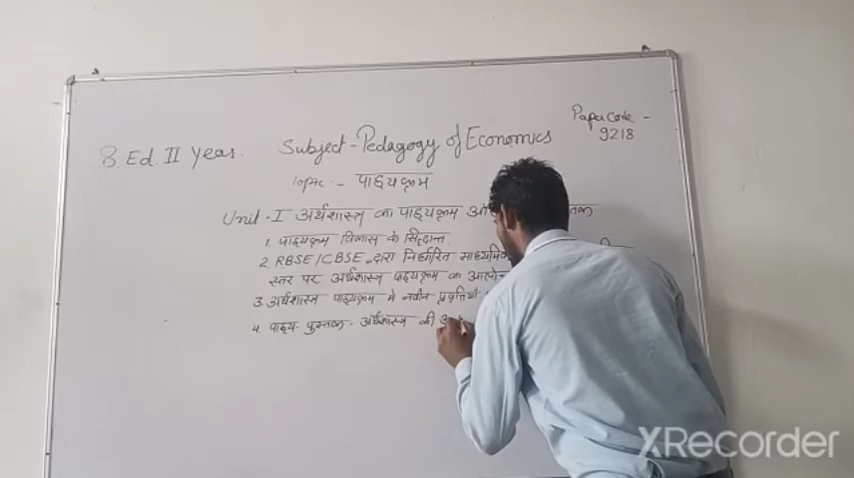 B. Ed. II Year. Subject - Pedagogy of Economics Paper Code - 9218
Topic - पाठ्यक्रम
Unit - I अर्थशास्त्र का पाठ्यक्रम
1. पाठ्यक्रम विकास के सिद्धान्त
2. RBSE/CBSE द्वारा निर्धारित माध्यमिक
स्तर पर अर्थशास्त्र पाठ्यक्रम का
3. अर्थशास्त्र पाठ्यक्रम में नवीन प्रवृत्तियाँ
4. पाठ्य पुस्तक - अर्थशास्त्र की
XRecorder